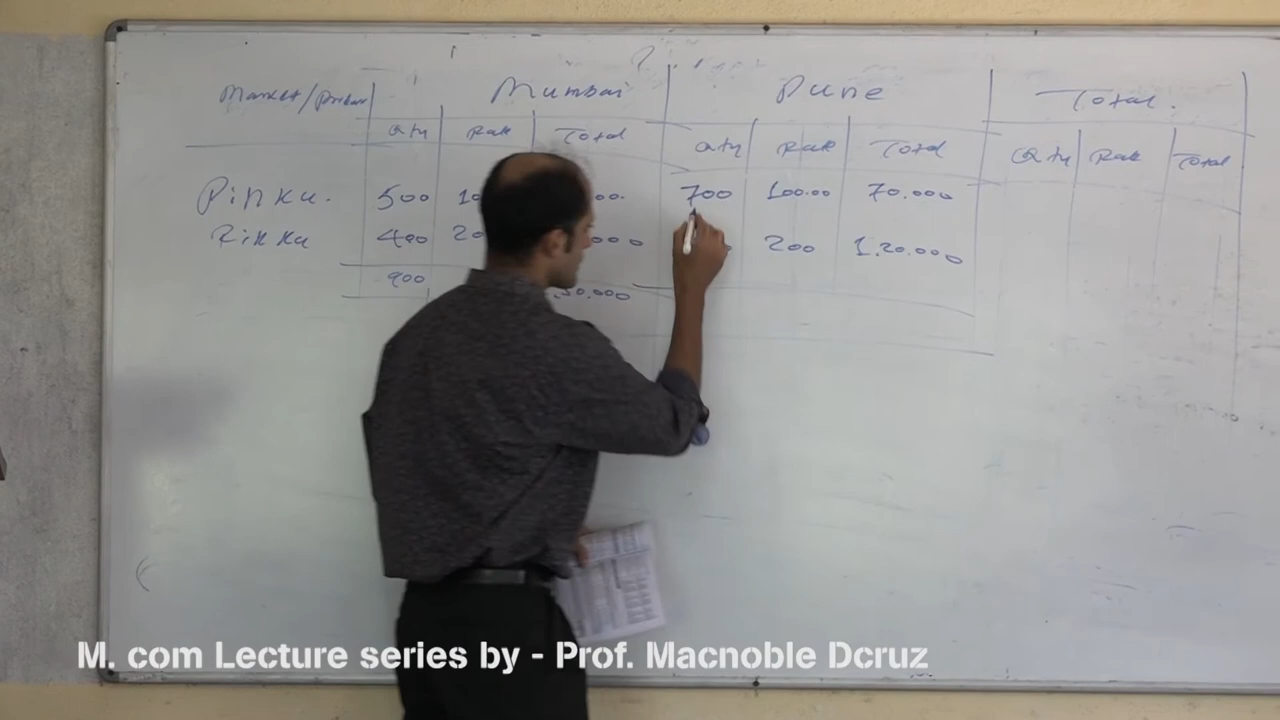 Market/Product Mumbai Pune Total.
Qty Rate Total Qty Rate Total Qty Rate Total
Pinku. 500 700 100.00 70.000
Rinku 400 200 1,20.000
900
M. com Lecture series by - Prof. Macnoble Dcruz